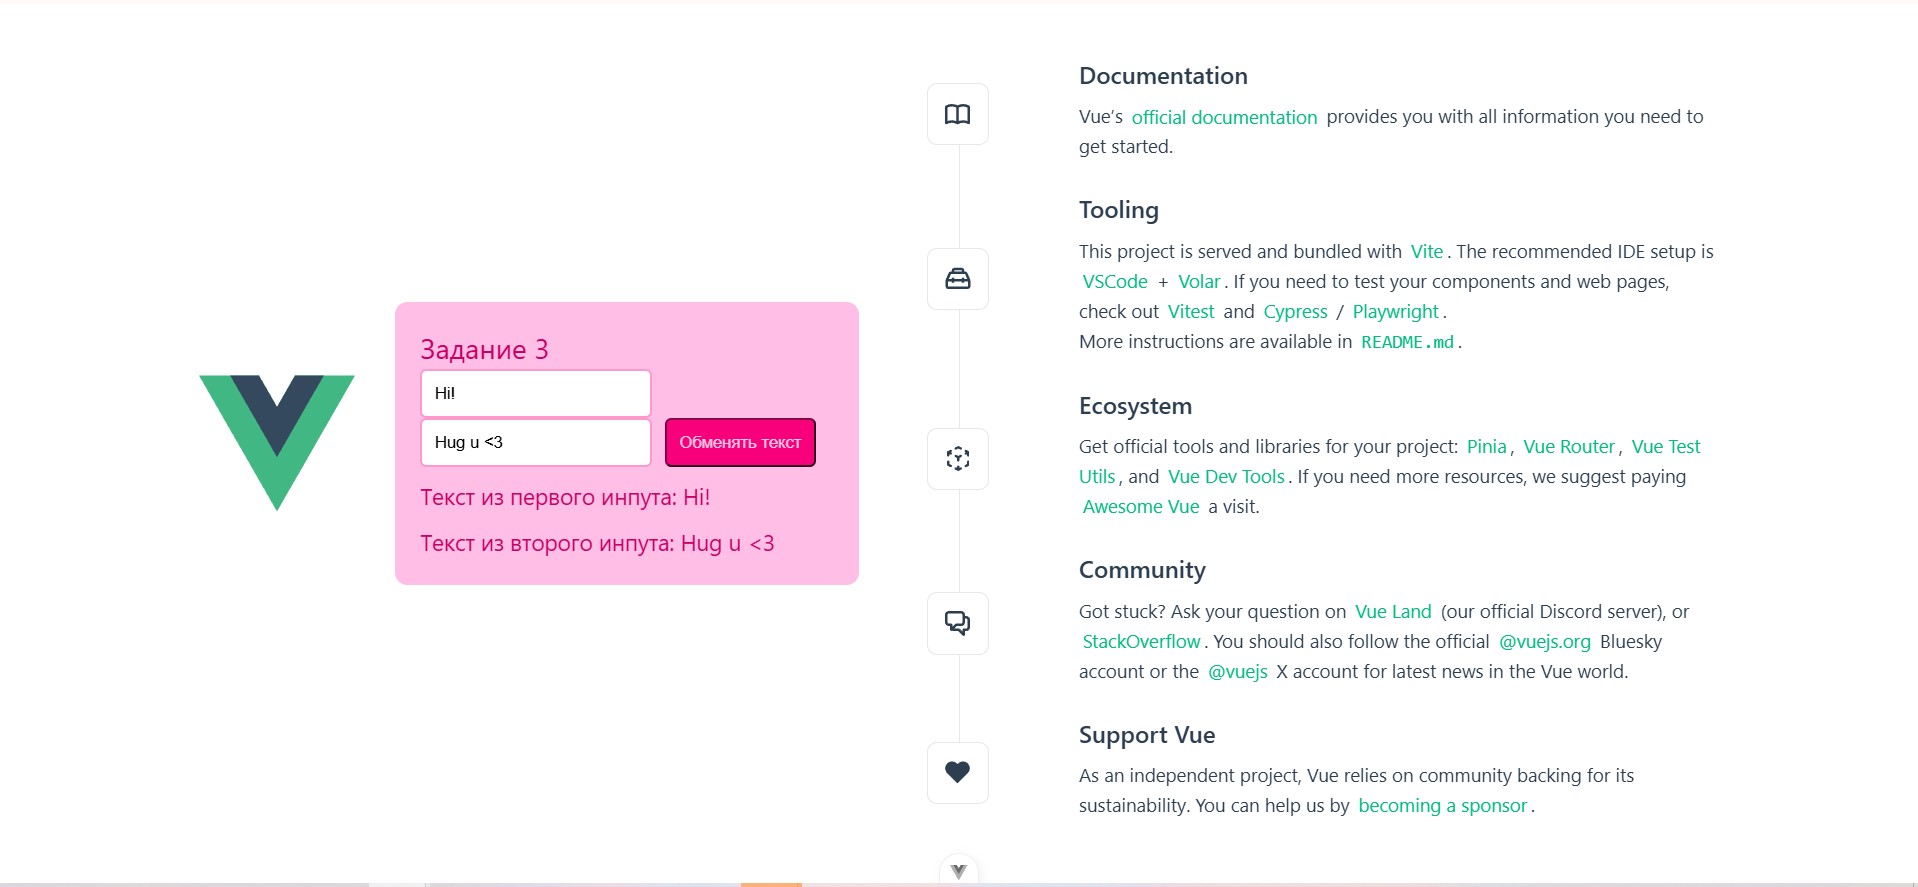 Задание 3
Hi!
Hug u <3
Обменять текст
Текст из первого инпута: Hi!
Текст из второго инпута: Hug u <3
Documentation
Vue’s official documentation provides you with all information you need to
get started.
Tooling
This project is served and bundled with Vite. The recommended IDE setup is
VSCode + Volar. If you need to test your components and web pages,
check out Vitest and Cypress / Playwright.
More instructions are available in README.md.
Ecosystem
Get official tools and libraries for your project: Pinia, Vue Router, Vue Test
Utils, and Vue Dev Tools. If you need more resources, we suggest paying
Awesome Vue a visit.
Community
Got stuck? Ask your question on Vue Land (our official Discord server), or
StackOverflow. You should also follow the official @vuejs.org Bluesky
account or the @vuejs X account for latest news in the Vue world.
Support Vue
As an independent project, Vue relies on community backing for its
sustainability. You can help us by becoming a sponsor.